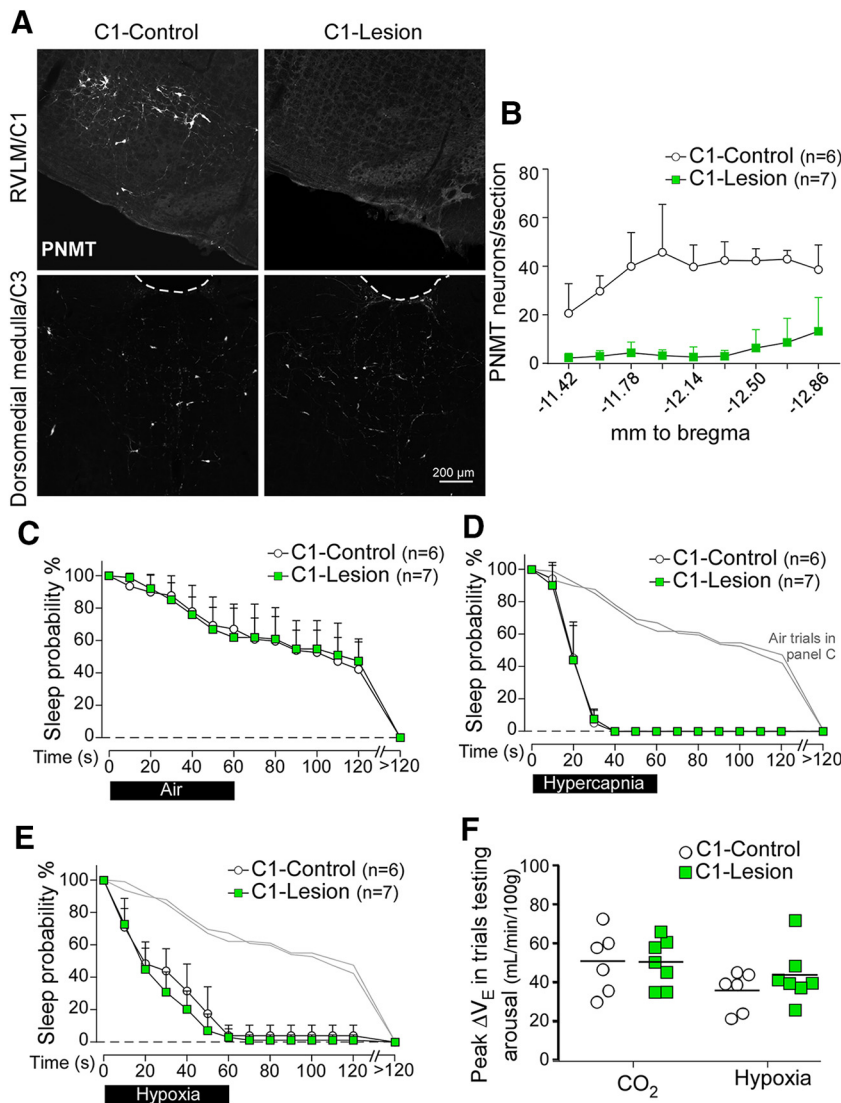 A
C1-Control
C1-Lesion
RVLM/C1
PNMT
Dorsomedial medulla/C3
200 µm
B
C1-Control (n=6)
C1-Lesion (n=7)
PNMT neurons/section
80
60
40
20
0
-11.42
-11.78
-12.14
-12.50
-12.86
mm to bregma
C
C1-Control (n=6)
C1-Lesion (n=7)
Sleep probability %
100
80
60
40
20
0
Time (s)
0 20 40 60 80 100 120 >120
Air
D
C1-Control (n=6)
C1-Lesion (n=7)
Sleep probability %
100
80
60
40
20
0
Air trials in
panel C
Time (s)
0 20 40 60 80 100 120 >120
Hypercapnia
E
C1-Control (n=6)
C1-Lesion (n=7)
Sleep probability %
100
80
60
40
20
0
Time (s)
0 20 40 60 80 100 120 >120
Hypoxia
F
C1-Control
C1-Lesion
Peak ΔVE in trials testing
arousal (mL/min/100g)
100
80
60
40
20
0
CO2
Hypoxia